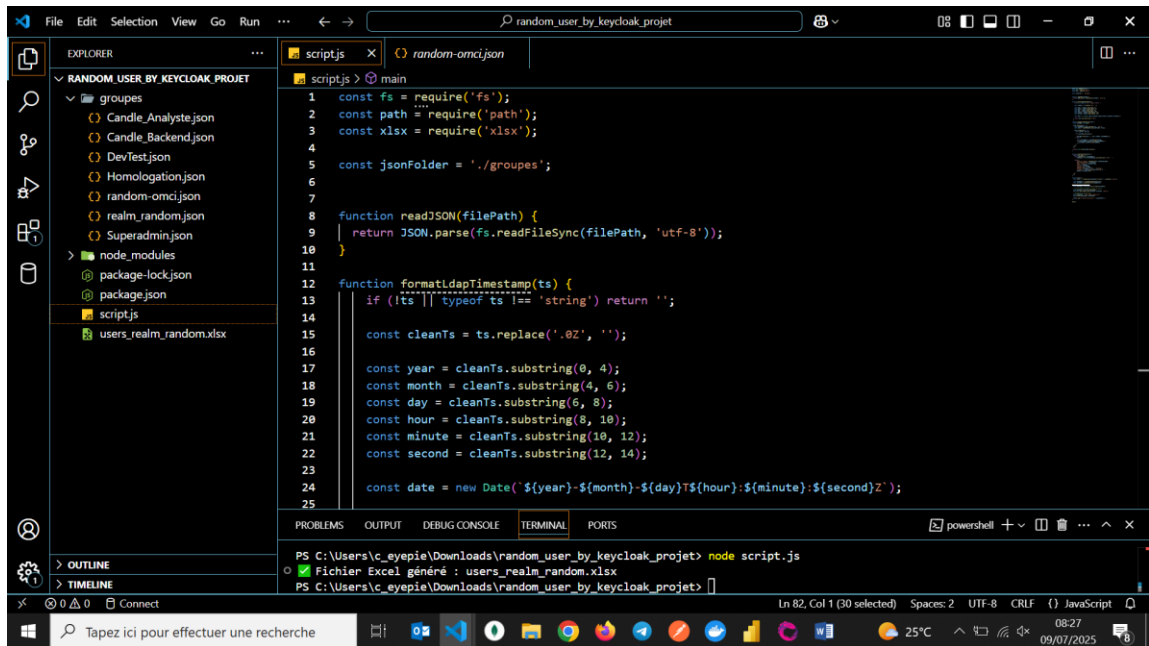 File Edit Selection View Go Run ··· random_user_by_keycloak_projet
EXPLORER ···
RANDOM_USER_BY_KEYCLOAK_PROJET
groupes
Candle_Analyste.json
Candle_Backend.json
DevTest.json
Homologation.json
random-omci.json
realm_random.json
Superadmin.json
node_modules
package-lock.json
package.json
script.js
users_realm_random.xlsx
OUTLINE
TIMELINE
script.js random-omci.json
script.js > main
1 const fs = require('fs');
2 const path = require('path');
3 const xlsx = require('xlsx');
4
5 const jsonFolder = './groupes';
6
7
8 function readJSON(filePath) {
9 return JSON.parse(fs.readFileSync(filePath, 'utf-8'));
10 }
11
12 function formatLdapTimestamp(ts) {
13 if (!ts || typeof ts !== 'string') return '';
14
15 const cleanTs = ts.replace('.0Z', '');
16
17 const year = cleanTs.substring(0, 4);
18 const month = cleanTs.substring(4, 6);
19 const day = cleanTs.substring(6, 8);
20 const hour = cleanTs.substring(8, 10);
21 const minute = cleanTs.substring(10, 12);
22 const second = cleanTs.substring(12, 14);
23
24 const date = new Date(`${year}-${month}-${day}T${hour}:${minute}:${second}Z`);
25
PROBLEMS OUTPUT DEBUG CONSOLE TERMINAL PORTS powershell
PS C:\Users\c_eyepie\Downloads\random_user_by_keycloak_projet> node script.js
✅ Fichier Excel généré : users_realm_random.xlsx
PS C:\Users\c_eyepie\Downloads\random_user_by_keycloak_projet>
0 0 Connect Ln 82, Col 1 (30 selected) Spaces: 2 UTF-8 CRLF {} JavaScript
Tapez ici pour effectuer une recherche 25°C 08:27
09/07/2025 8